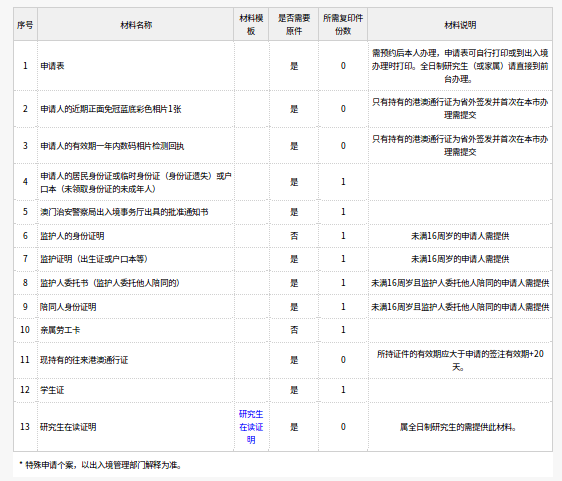 序号 材料名称 材料模板 是否需要原件 所需复印件份数 材料说明
1 申请表 是 0 需预约后本人办理，申请表可自行打印或到出入境办理时打印。全日制研究生（或家属）请直接到前台办理。
2 申请人的近期正面免冠蓝底彩色相片1张 是 0 只有持有的港澳通行证为省外签发并首次在本市办理需提交
3 申请人的有效期一年内数码相片检测回执 是 0 只有持有的港澳通行证为省外签发并首次在本市办理需提交
4 申请人的居民身份证或临时身份证（身份证遗失）或户口本（未领取身份证的未成年人） 是 1
5 澳门治安警察局出入境事务厅出具的批准通知书 是 1
6 监护人的身份证明 否 1 未满16周岁的申请人需提供
7 监护证明（出生证或户口本等） 是 1 未满16周岁的申请人需提供
8 监护人委托书（监护人委托他人陪同的） 是 1 未满16周岁且监护人委托他人陪同的申请人需提供
9 陪同人身份证明 是 1 未满16周岁且监护人委托他人陪同的申请人需提供
10 亲属劳工卡 否 1
11 现持有的往来港澳通行证 是 0 所持证件的有效期应大于申请的签注有效期+20天。
12 学生证 是 1
13 研究生在读证明 研究生在读证明 是 0 属全日制研究生的需提供此材料。
* 特殊申请个案，以出入境管理部门解释为准。